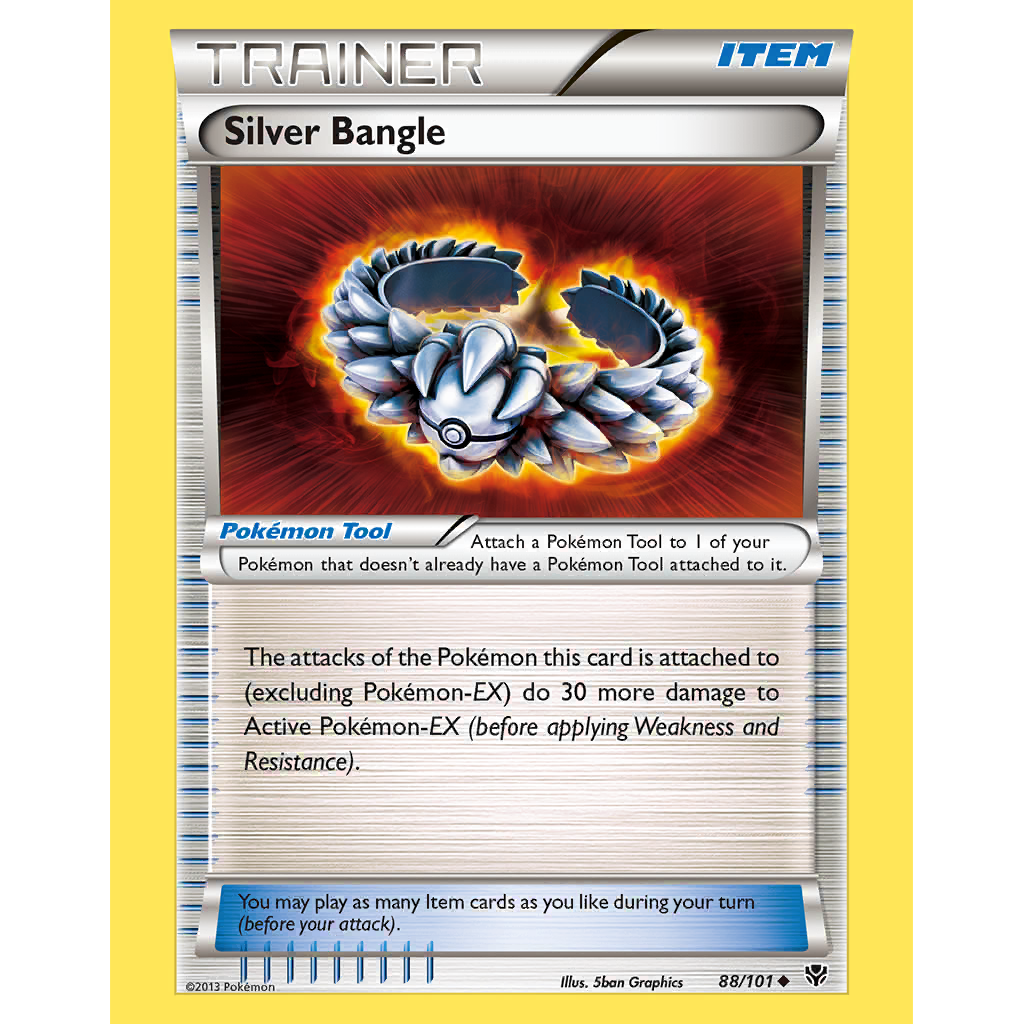 TRAINER
ITEM
Silver Bangle
Pokémon Tool
Attach a Pokémon Tool to 1 of your
Pokémon that doesn't already have a Pokémon Tool attached to it.
The attacks of the Pokémon this card is attached to
(excluding Pokémon-EX) do 30 more damage to
Active Pokémon-EX (before applying Weakness and
Resistance).
You may play as many Item cards as you like during your turn
(before your attack).
©2013 Pokémon
Illus. 5ban Graphics
88/101